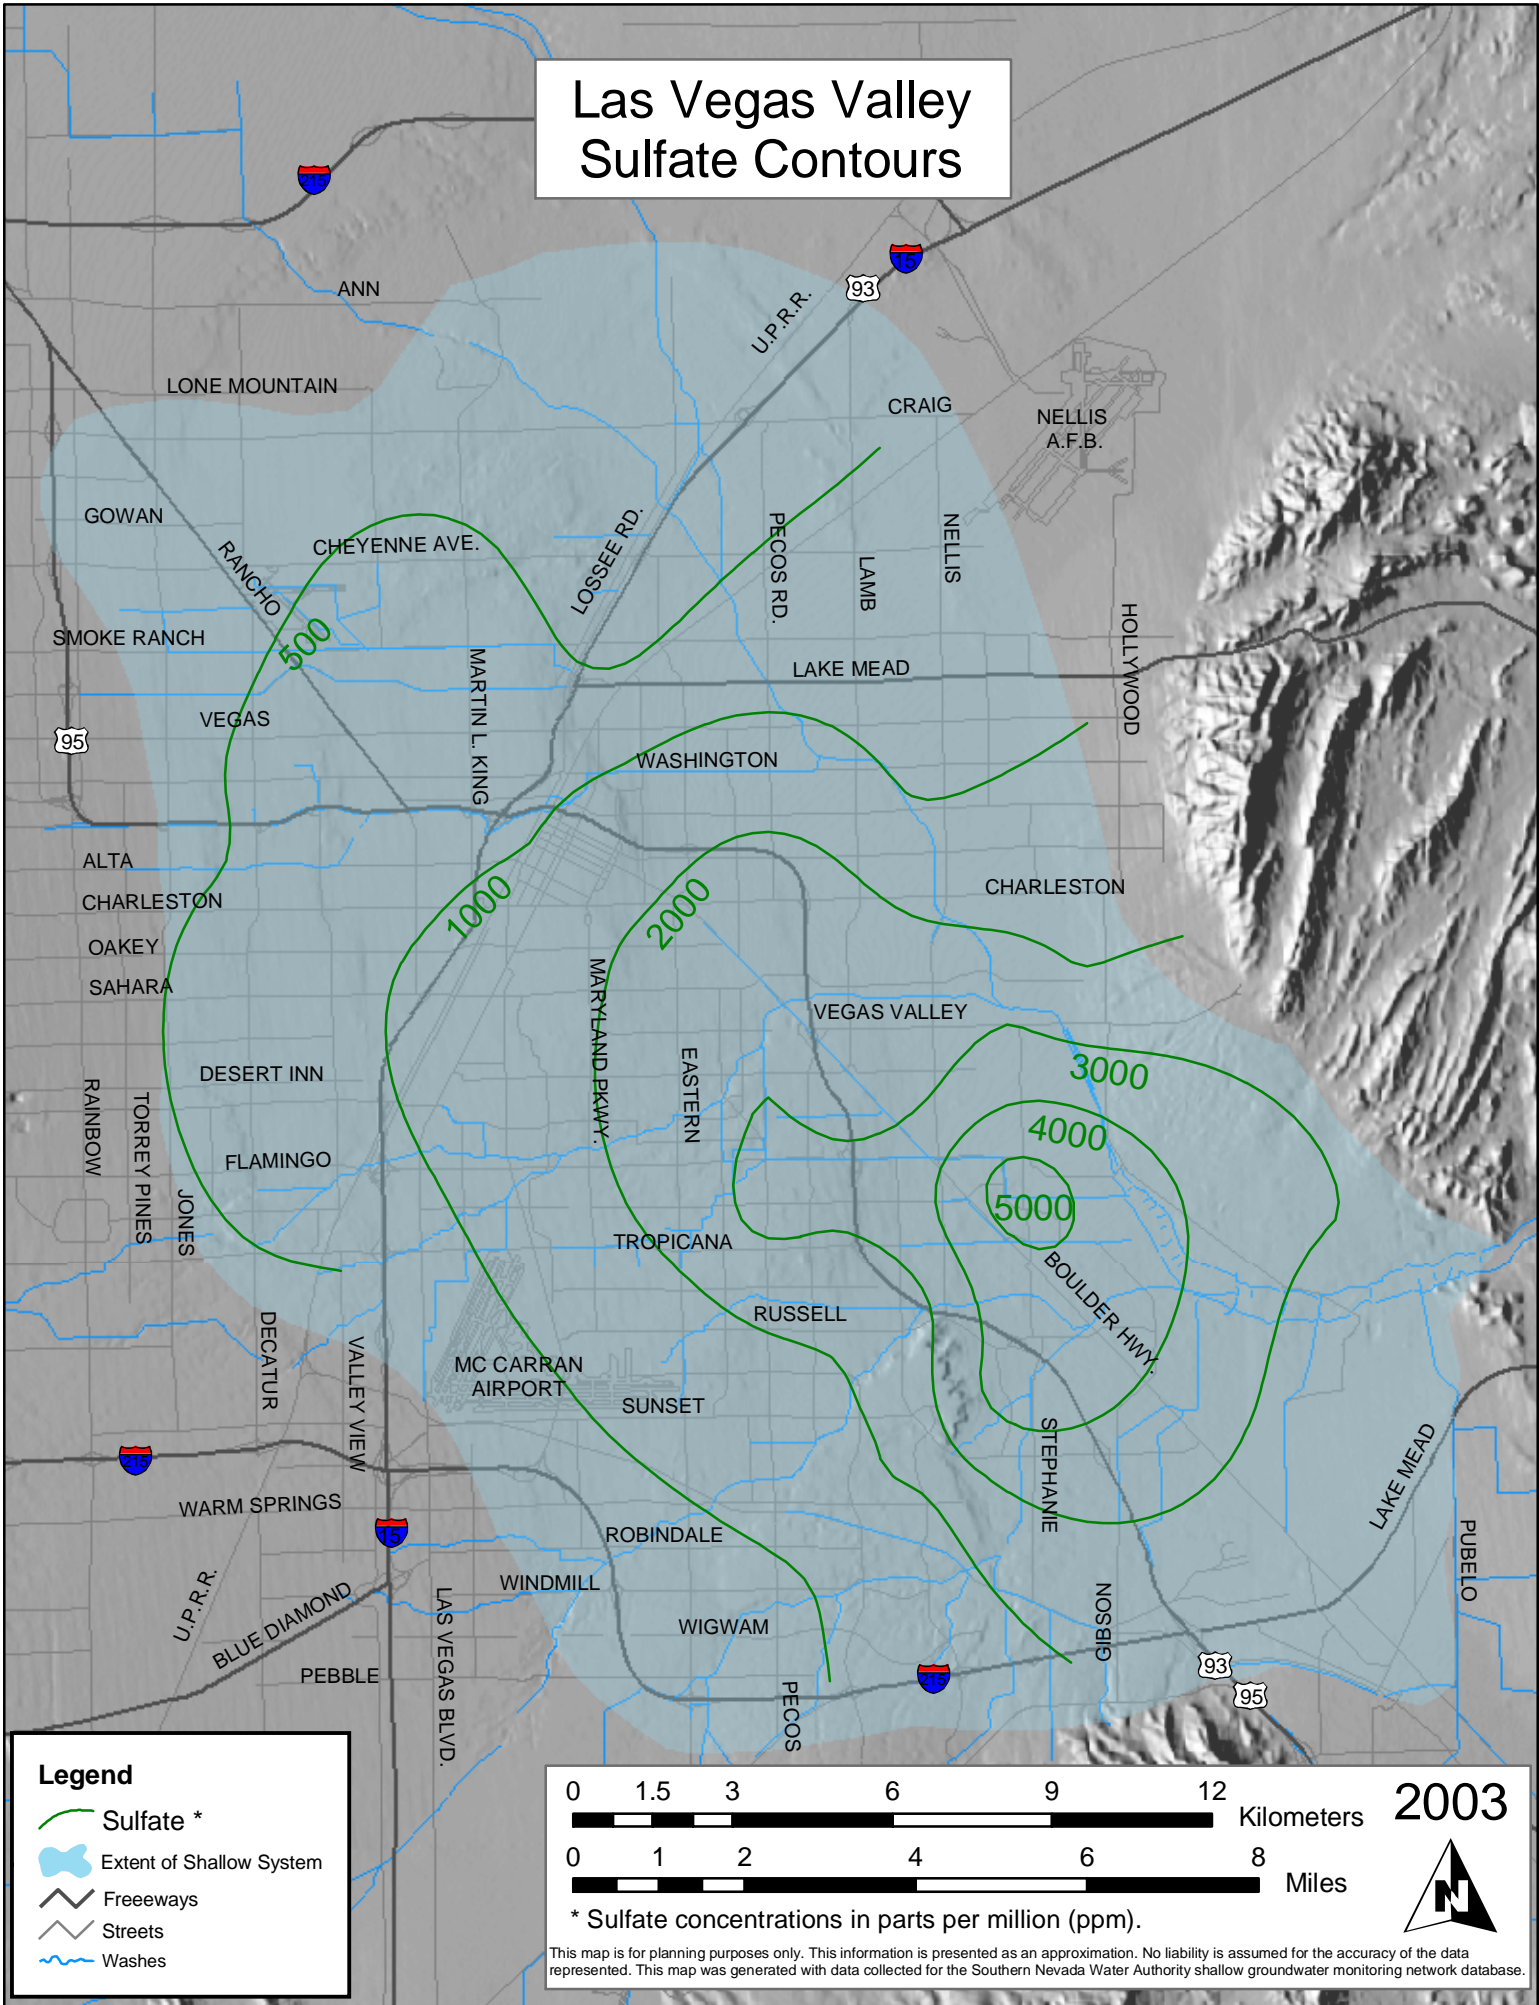 Las Vegas Valley
Sulfate Contours
215
15
93
U.P.R.R.
ANN
LONE MOUNTAIN
CRAIG
NELLIS
A.F.B.
GOWAN
CHEYENNE AVE.
RANCHO
LOSSEE RD.
PECOS RD.
LAMB
NELLIS
SMOKE RANCH
500
HOLLYWOOD
LAKE MEAD
MARTIN L. KING
VEGAS
95
WASHINGTON
ALTA
CHARLESTON
1000
2000
CHARLESTON
OAKEY
SAHARA
MARYLAND PKWY.
VEGAS VALLEY
DESERT INN
EASTERN
3000
RAINBOW
TORREY PINES
4000
FLAMINGO
JONES
5000
TROPICANA
BOULDER HWY.
RUSSELL
DECATUR
VALLEY VIEW
MC CARRAN
AIRPORT
SUNSET
STEPHANIE
LAKE MEAD
215
WARM SPRINGS
15
ROBINDALE
PUBELO
U.P.R.R.
BLUE DIAMOND
LAS VEGAS BLVD.
WINDMILL
WIGWAM
GIBSON
PEBBLE
PECOS
215
93
95
Legend
Sulfate *
Extent of Shallow System
Freeeways
Streets
Washes
0 1.5 3 6 9 12
Kilometers
2003
0 1 2 4 6 8
Miles
N
* Sulfate concentrations in parts per million (ppm).
This map is for planning purposes only. This information is presented as an approximation. No liability is assumed for the accuracy of the data
represented. This map was generated with data collected for the Southern Nevada Water Authority shallow groundwater monitoring network database.